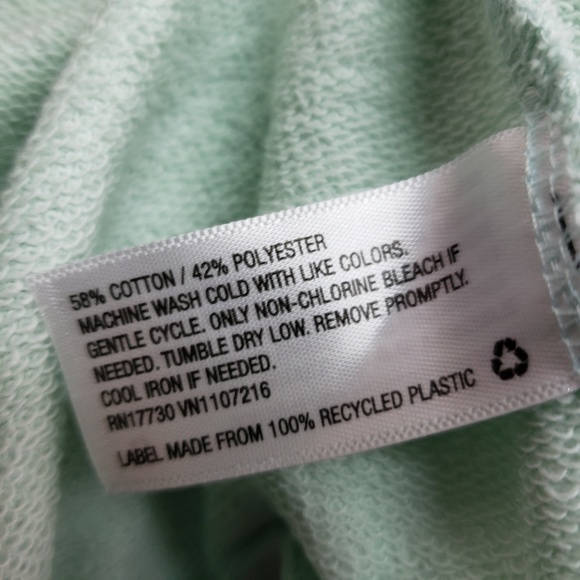 58% COTTON / 42% POLYESTER
MACHINE WASH COLD WITH LIKE COLORS.
GENTLE CYCLE. ONLY NON-CHLORINE BLEACH IF
NEEDED. TUMBLE DRY LOW. REMOVE PROMPTLY.
COOL IRON IF NEEDED.
RN17730 VN1107216
LABEL MADE FROM 100% RECYCLED PLASTIC